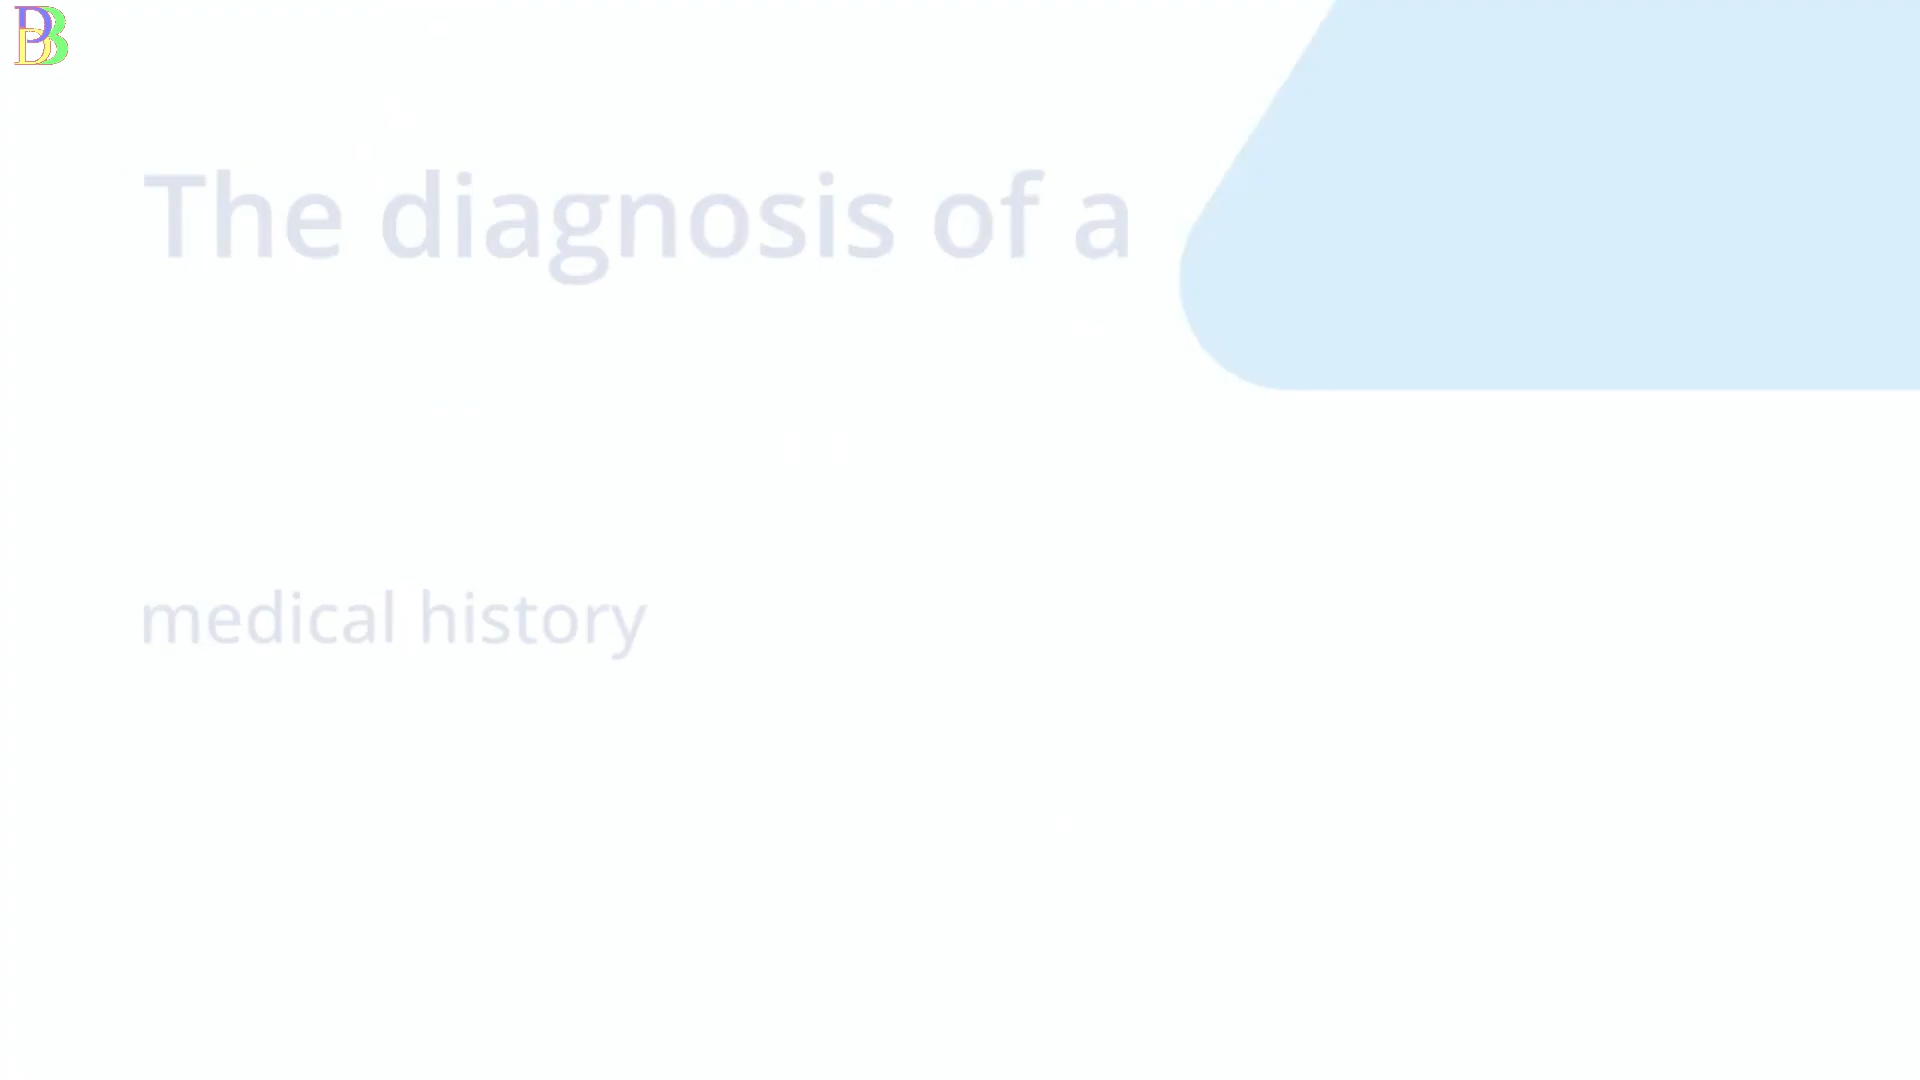 The diagnosis of a
medical history